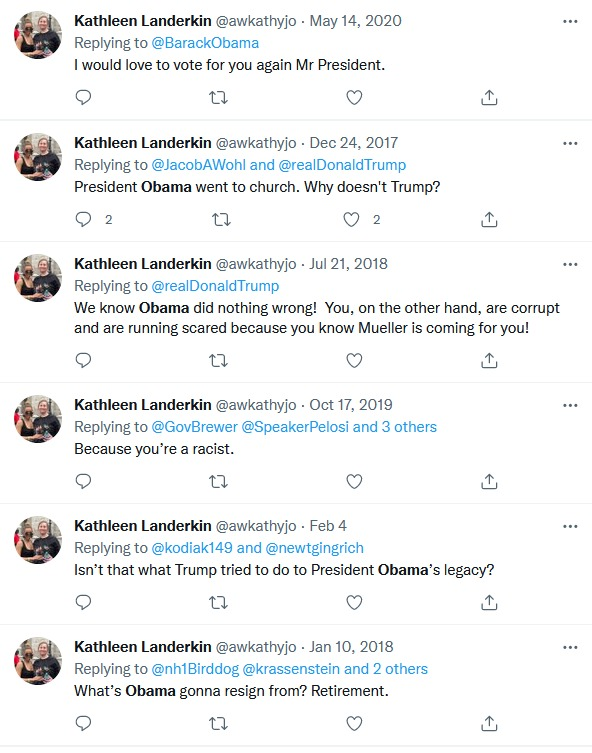 Kathleen Landerkin @awkathyjo · May 14, 2020
Replying to @BarackObama
I would love to vote for you again Mr President.
Kathleen Landerkin @awkathyjo · Dec 24, 2017
Replying to @JacobAWohl and @realDonaldTrump
President Obama went to church. Why doesn't Trump?
2 2
Kathleen Landerkin @awkathyjo · Jul 21, 2018
Replying to @realDonaldTrump
We know Obama did nothing wrong! You, on the other hand, are corrupt
and are running scared because you know Mueller is coming for you!
Kathleen Landerkin @awkathyjo · Oct 17, 2019
Replying to @GovBrewer @SpeakerPelosi and 3 others
Because you’re a racist.
Kathleen Landerkin @awkathyjo · Feb 4
Replying to @kodiak149 and @newtgingrich
Isn’t that what Trump tried to do to President Obama’s legacy?
Kathleen Landerkin @awkathyjo · Jan 10, 2018
Replying to @nh1Birddog @krassenstein and 2 others
What’s Obama gonna resign from? Retirement.